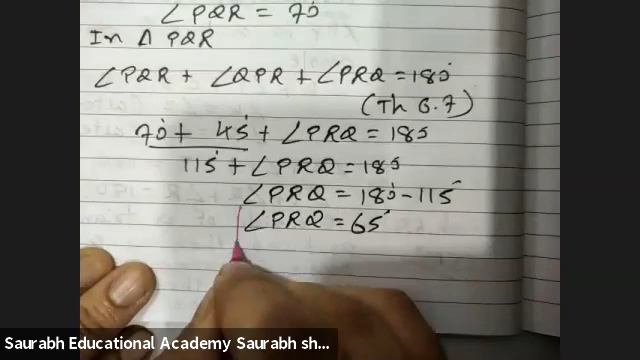 ∠PQR = 70°
In Δ PQR
∠PQR + ∠QPR + ∠PRQ = 180°
(Th 6.7)
70° + 45° + ∠PRQ = 180
115° + ∠PRQ = 180
∠PRQ = 180° - 115°
∠PRQ = 65°
Saurabh Educational Academy Saurabh sh...